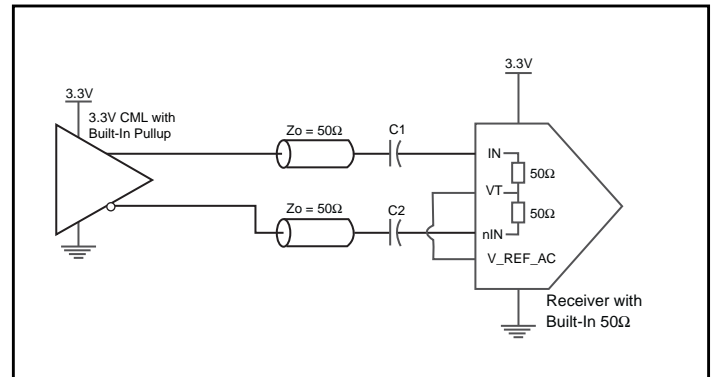 3.3V
3.3V
3.3V CML with
Built-In Pullup
Zo = 50Ω
C1
IN
50Ω
VT
Zo = 50Ω
C2
50Ω
nIN
V_REF_AC
Receiver with
Built-In 50Ω